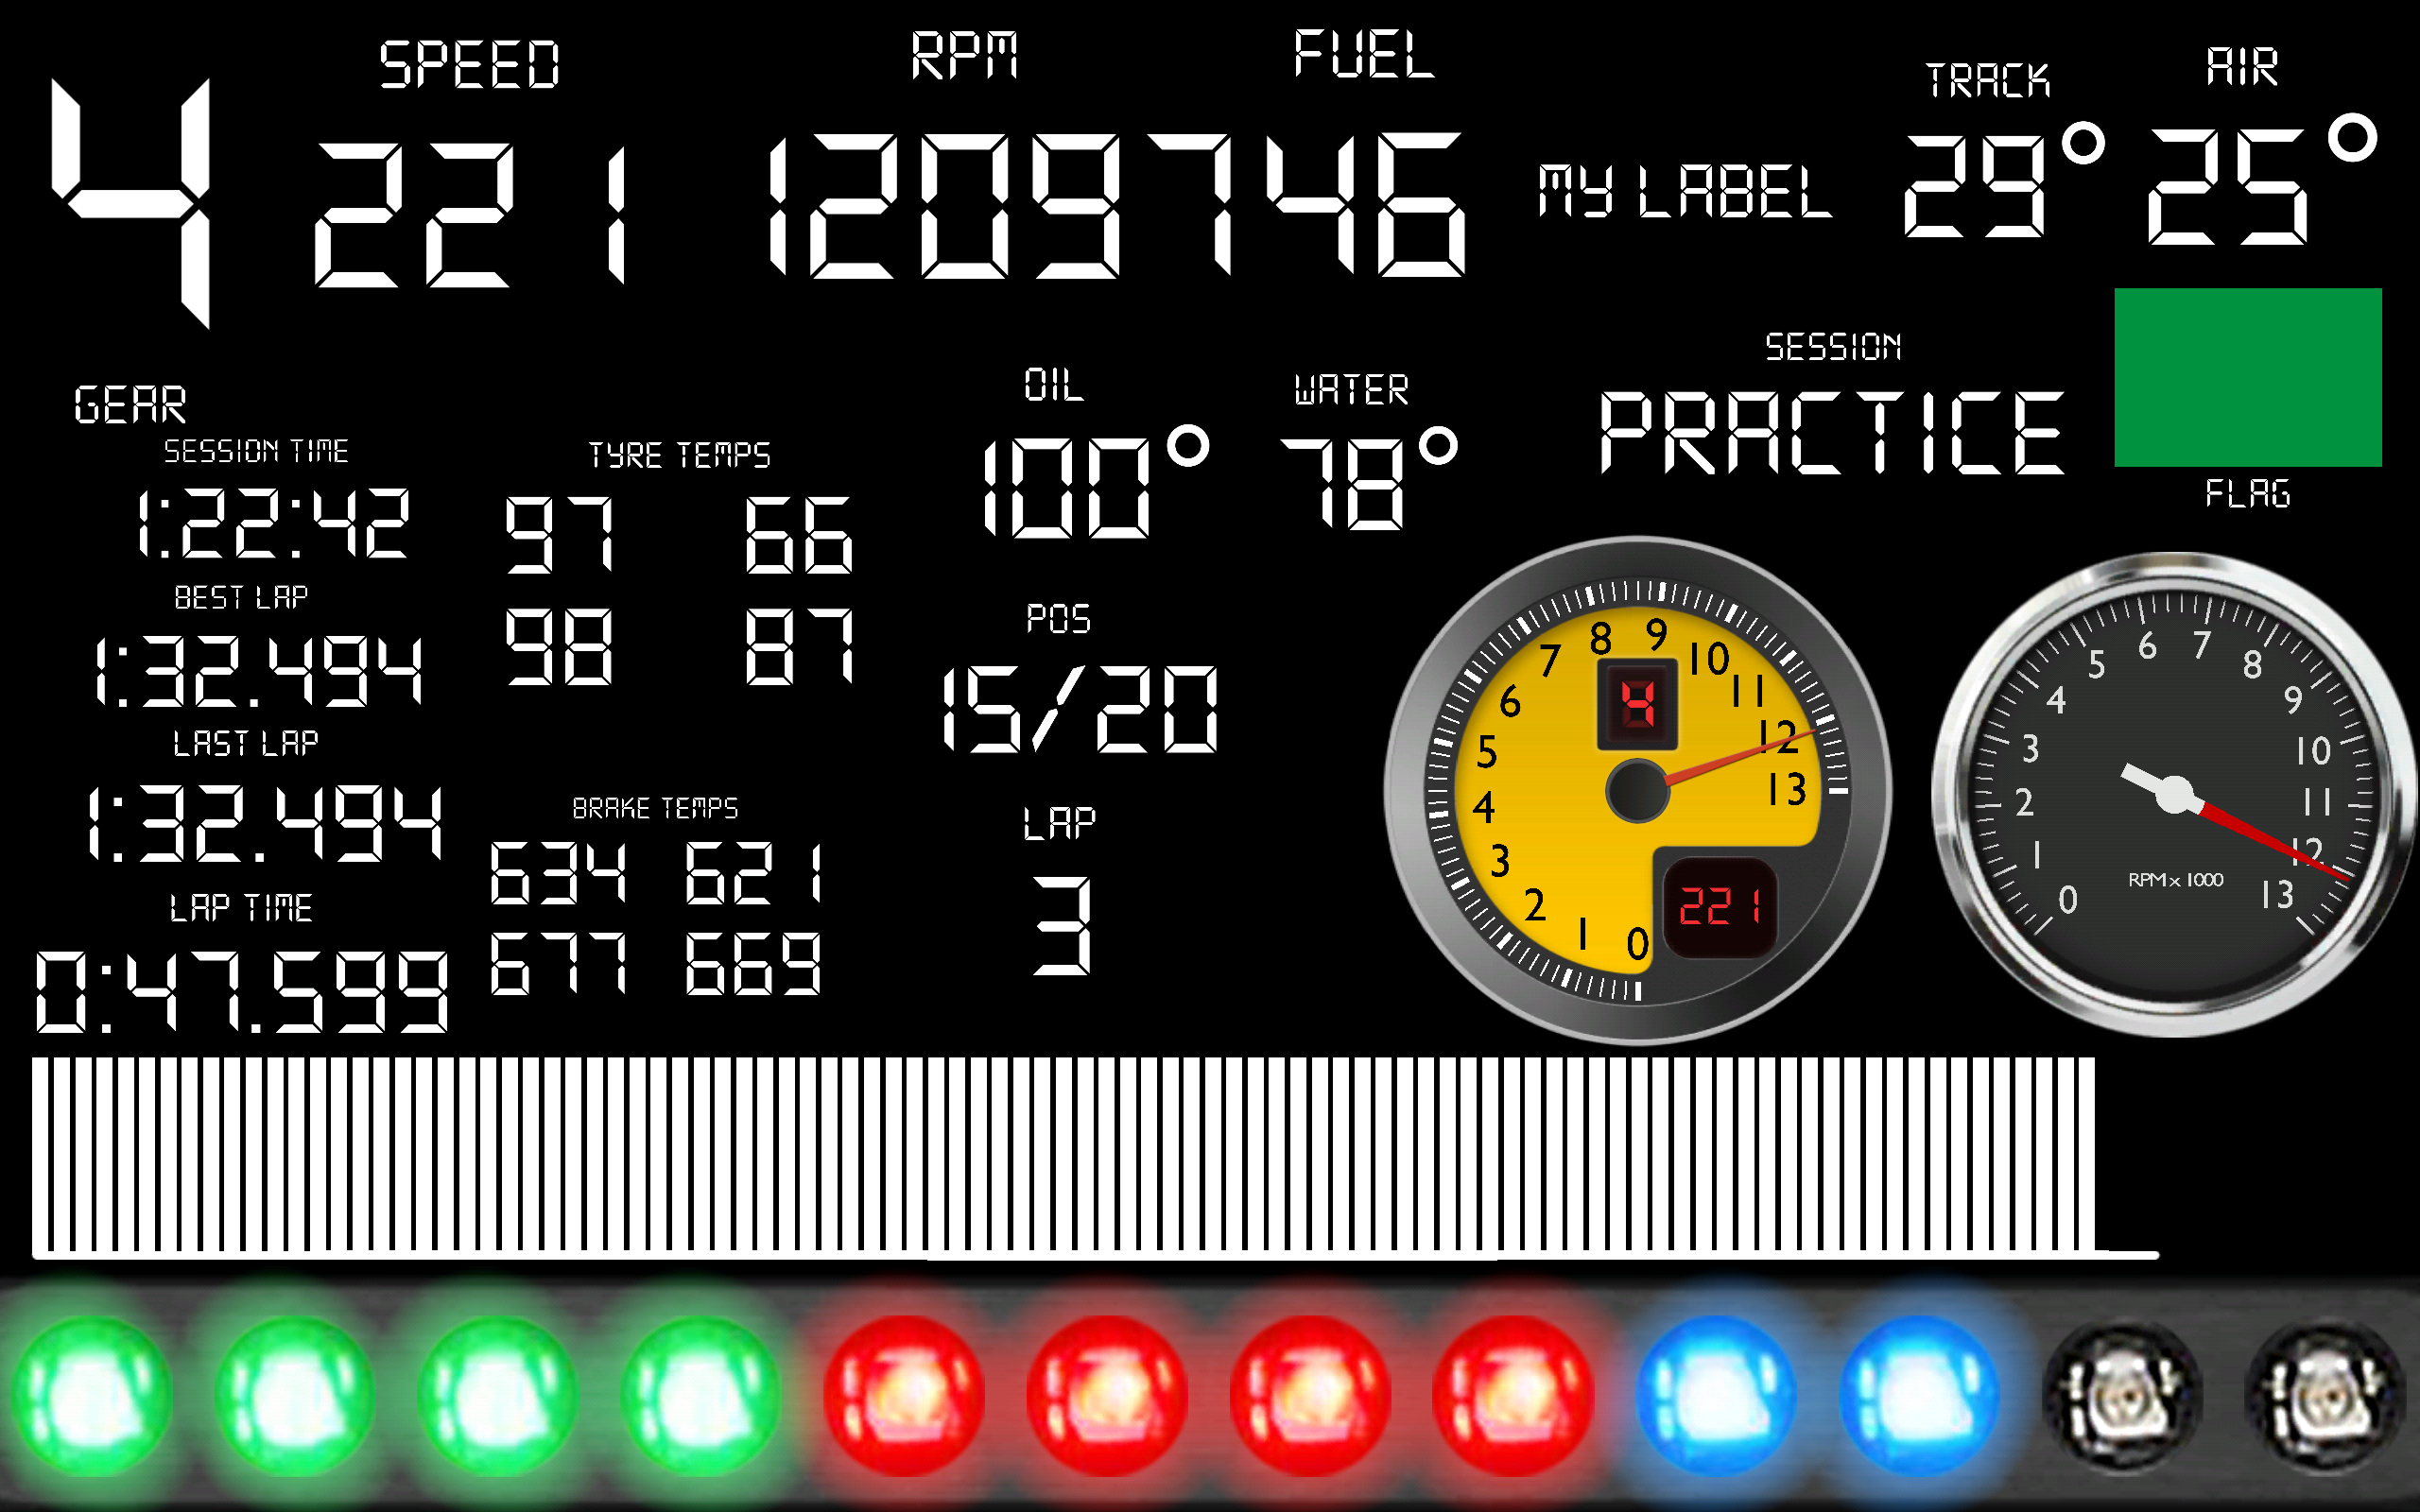 SPEED RPM FUEL TRACK AIR
4 221 1209746 MY LABEL 29° 25°
SESSION
GEAR OIL WATER PRACTICE
SESSION TIME TYRE TEMPS 100° 78° FLAG
1:22:42 97 66
BEST LAP POS
1:32.494 98 87 15/20
LAST LAP
1:32.494 BRAKE TEMPS LAP
634 621 3
LAP TIME
0:47.599 677 669
0 1 2 3 4 5 6 7 8 9 10 11 12 13
4
221
0 1 2 3 4 5 6 7 8 9 10 11 12 13
RPM x 1000